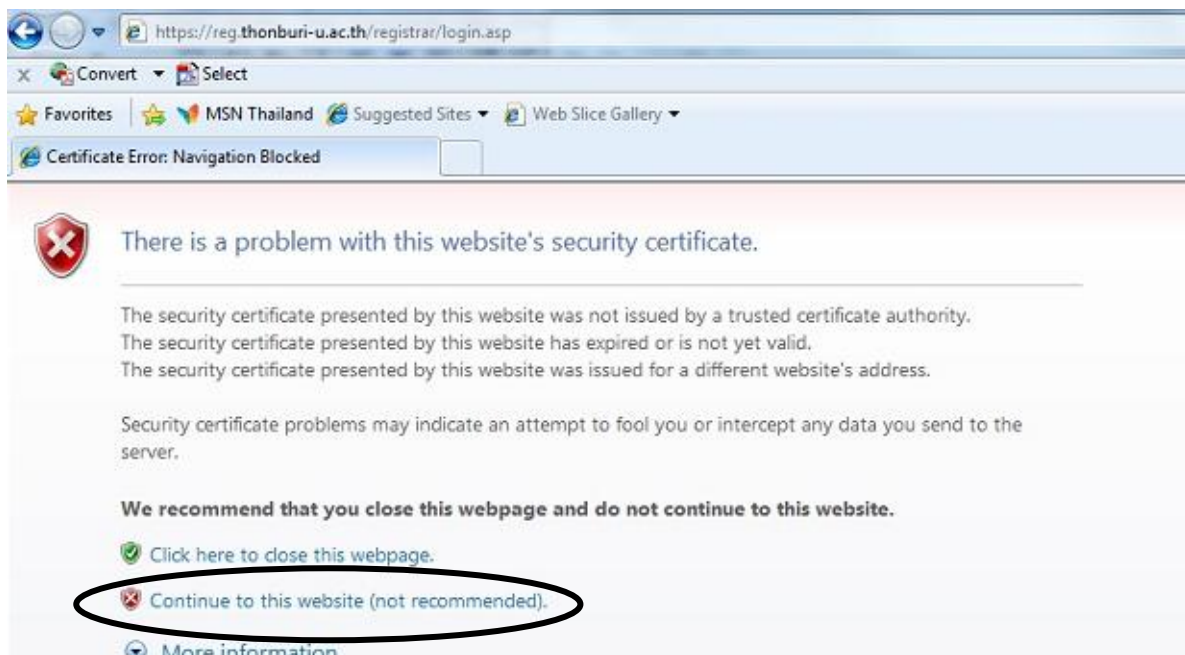 https://reg.thonburi-u.ac.th/registrar/login.asp
x Convert Select
Favorites MSN Thailand Suggested Sites Web Slice Gallery
Certificate Error: Navigation Blocked
There is a problem with this website's security certificate.
The security certificate presented by this website was not issued by a trusted certificate authority.
The security certificate presented by this website has expired or is not yet valid.
The security certificate presented by this website was issued for a different website's address.
Security certificate problems may indicate an attempt to fool you or intercept any data you send to the
server.
We recommend that you close this webpage and do not continue to this website.
Click here to close this webpage.
Continue to this website (not recommended).
More information